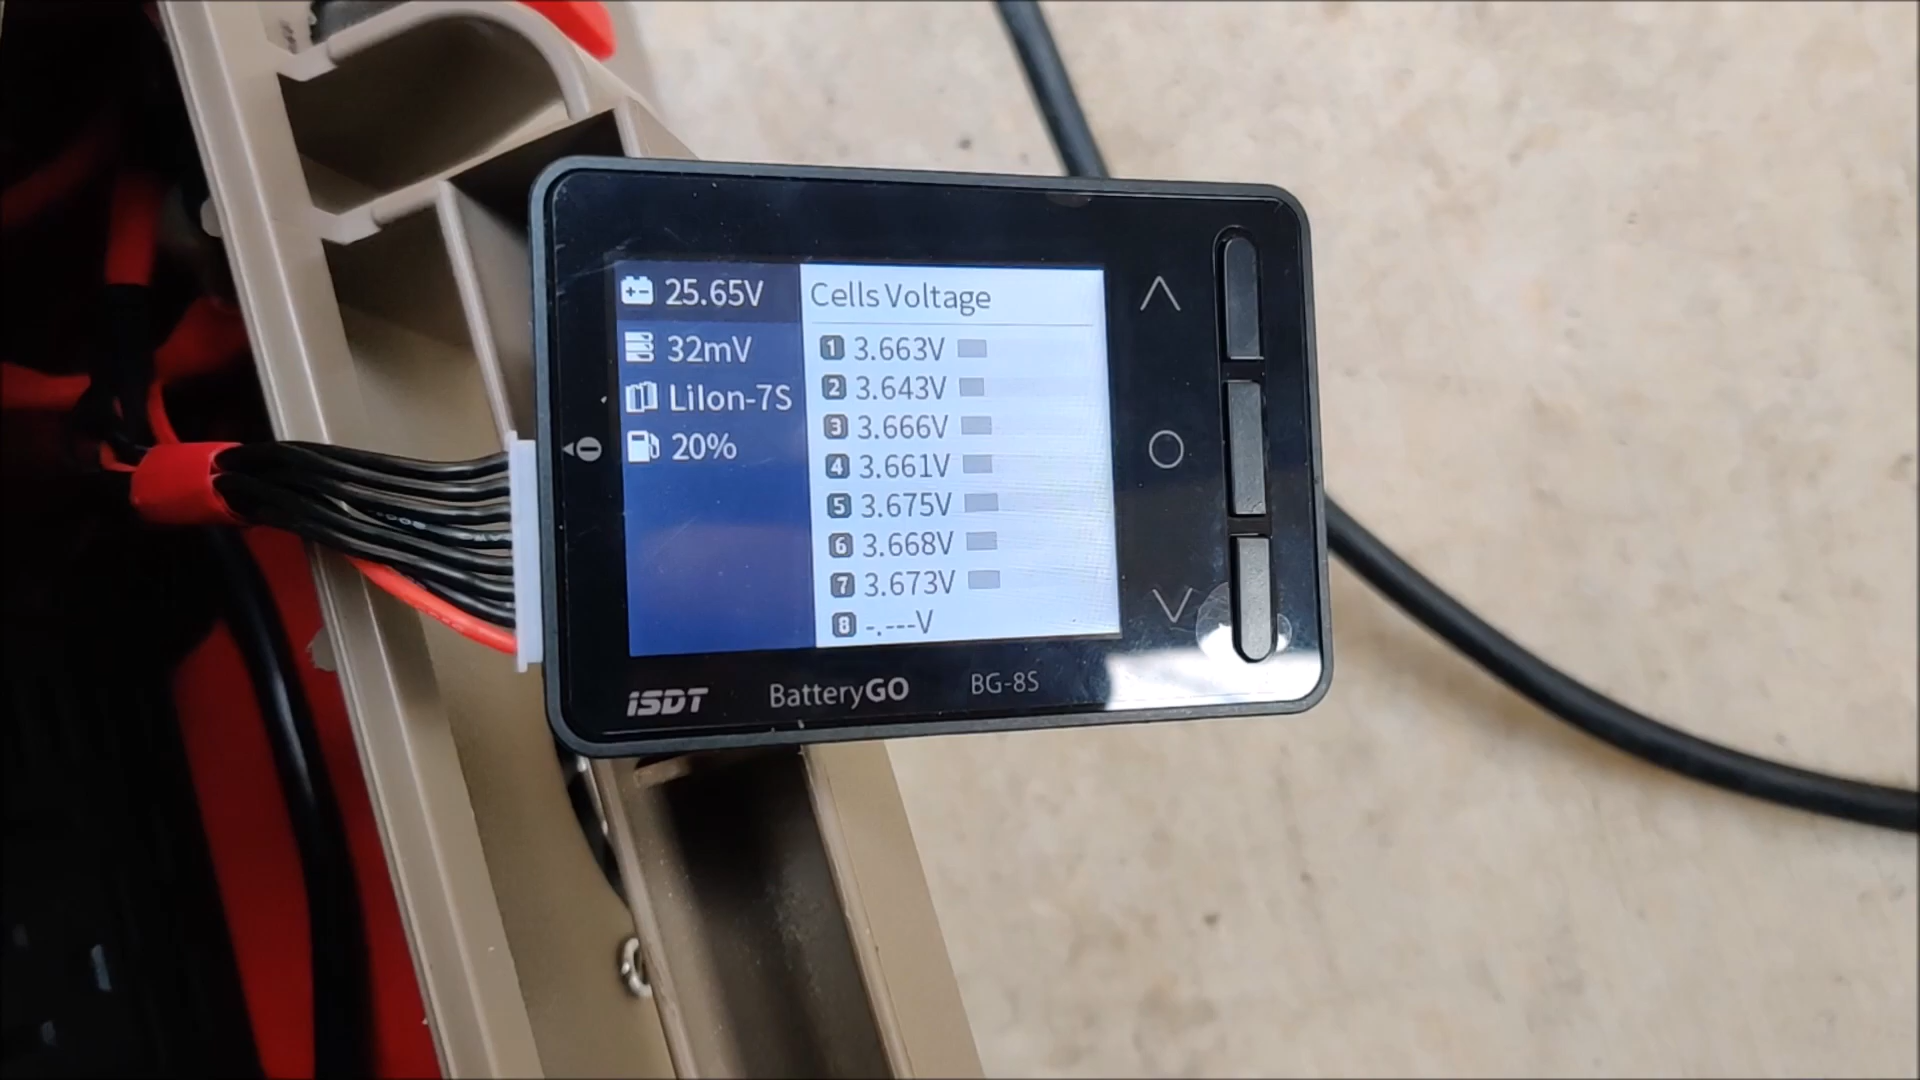 25.65V
32mV
LiIon-7S
20%
Cells Voltage
1 3.663V
2 3.643V
3 3.666V
4 3.661V
5 3.675V
6 3.668V
7 3.673V
8 -.---V
ISDT BatteryGO BG-8S